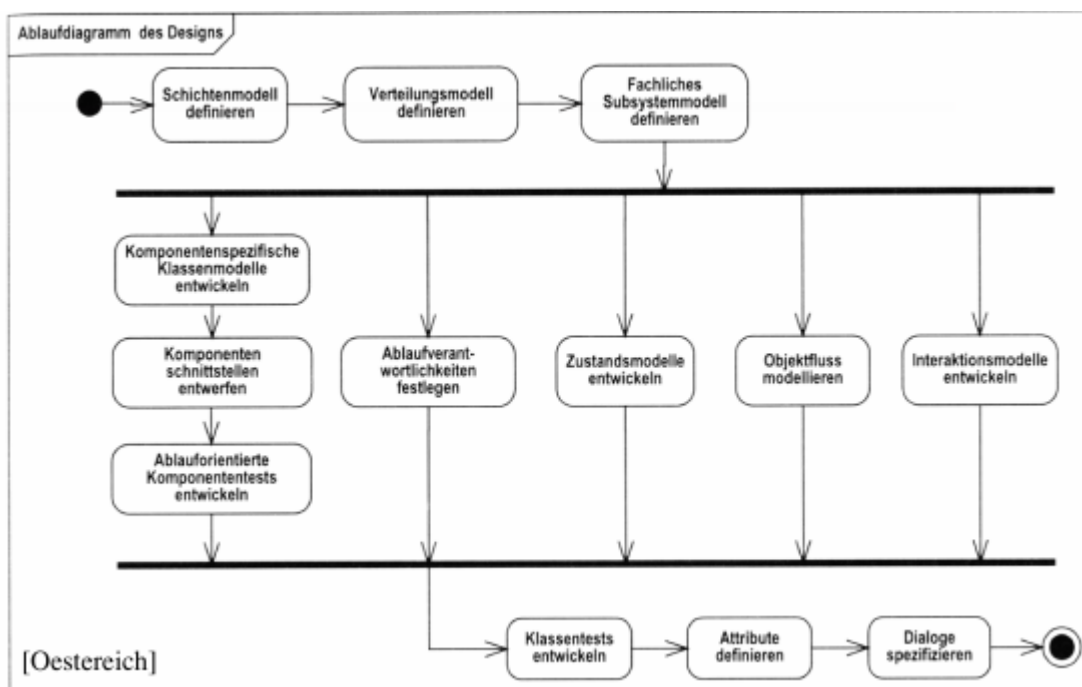 Ablaufdiagramm des Designs
Schichtenmodell
definieren
Verteilungsmodell
definieren
Fachliches
Subsystemmodell
definieren
Komponentenspezifische
Klassenmodelle
entwickeln
Komponenten
schnittstellen
entwerfen
Ablaufverant-
wortlichkeiten
festlegen
Zustandsmodelle
entwickeln
Objektfluss
modellieren
Interaktionsmodelle
entwickeln
Ablauforientierte
Komponententests
entwickeln
Klassentests
entwickeln
Attribute
definieren
Dialoge
spezifizieren
[Oestereich]